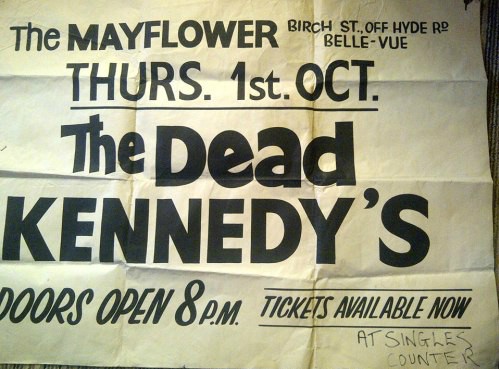 The MAYFLOWER BIRCH ST., OFF HYDE RD
BELLE-VUE
THURS. 1st. OCT.
The Dead
KENNEDY'S
DOORS OPEN 8 P.M. TICKETS AVAILABLE NOW
AT SINGLES
COUNTER